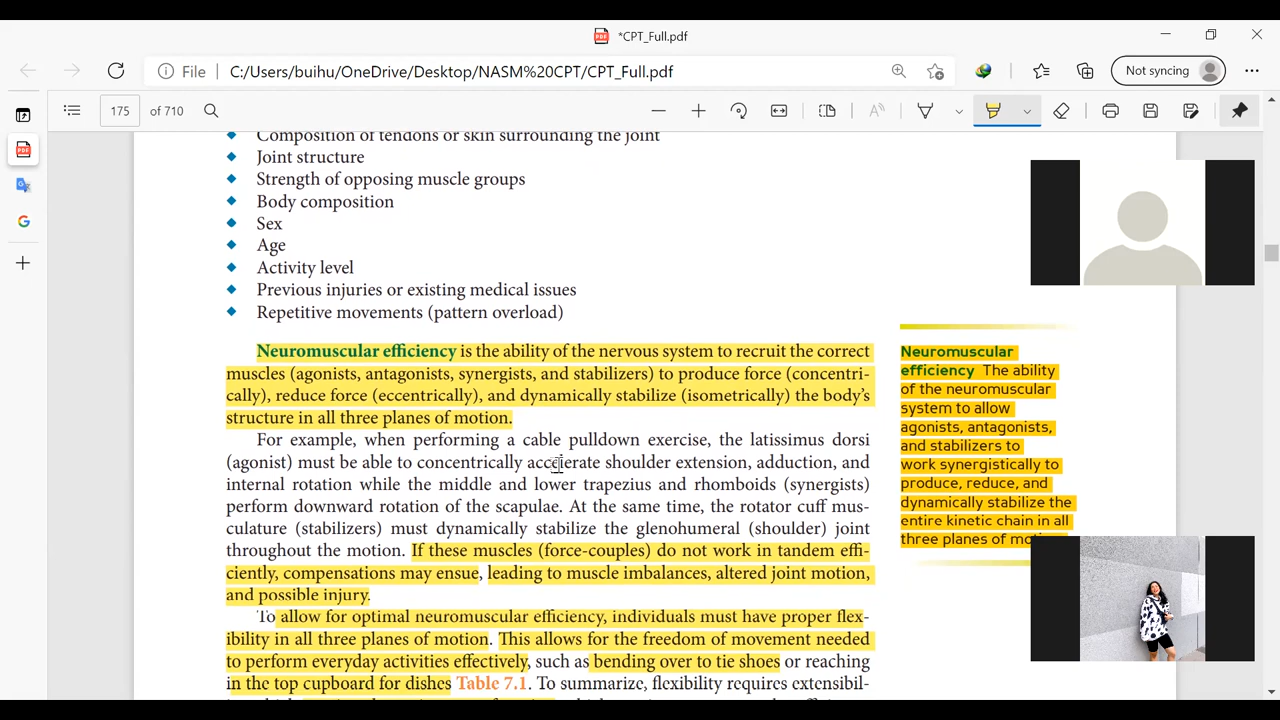 *CPT_Full.pdf
File C:/Users/buihu/OneDrive/Desktop/NASM%20CPT/CPT_Full.pdf
Not syncing
175 of 710
Composition of tendons or skin surrounding the joint
Joint structure
Strength of opposing muscle groups
Body composition
Sex
Age
Activity level
Previous injuries or existing medical issues
Repetitive movements (pattern overload)
Neuromuscular efficiency is the ability of the nervous system to recruit the correct
muscles (agonists, antagonists, synergists, and stabilizers) to produce force (concentri-
cally), reduce force (eccentrically), and dynamically stabilize (isometrically) the body's
structure in all three planes of motion.
For example, when performing a cable pulldown exercise, the latissimus dorsi
(agonist) must be able to concentrically accelerate shoulder extension, adduction, and
internal rotation while the middle and lower trapezius and rhomboids (synergists)
perform downward rotation of the scapulae. At the same time, the rotator cuff mus-
culature (stabilizers) must dynamically stabilize the glenohumeral (shoulder) joint
throughout the motion. If these muscles (force-couples) do not work in tandem effi-
ciently, compensations may ensue, leading to muscle imbalances, altered joint motion,
and possible injury.
To allow for optimal neuromuscular efficiency, individuals must have proper flex-
ibility in all three planes of motion. This allows for the freedom of movement needed
to perform everyday activities effectively, such as bending over to tie shoes or reaching
in the top cupboard for dishes Table 7.1. To summarize, flexibility requires extensibil-
Neuromuscular
efficiency The ability
of the neuromuscular
system to allow
agonists, antagonists,
and stabilizers to
work synergistically to
produce, reduce, and
dynamically stabilize the
entire kinetic chain in all
three planes of